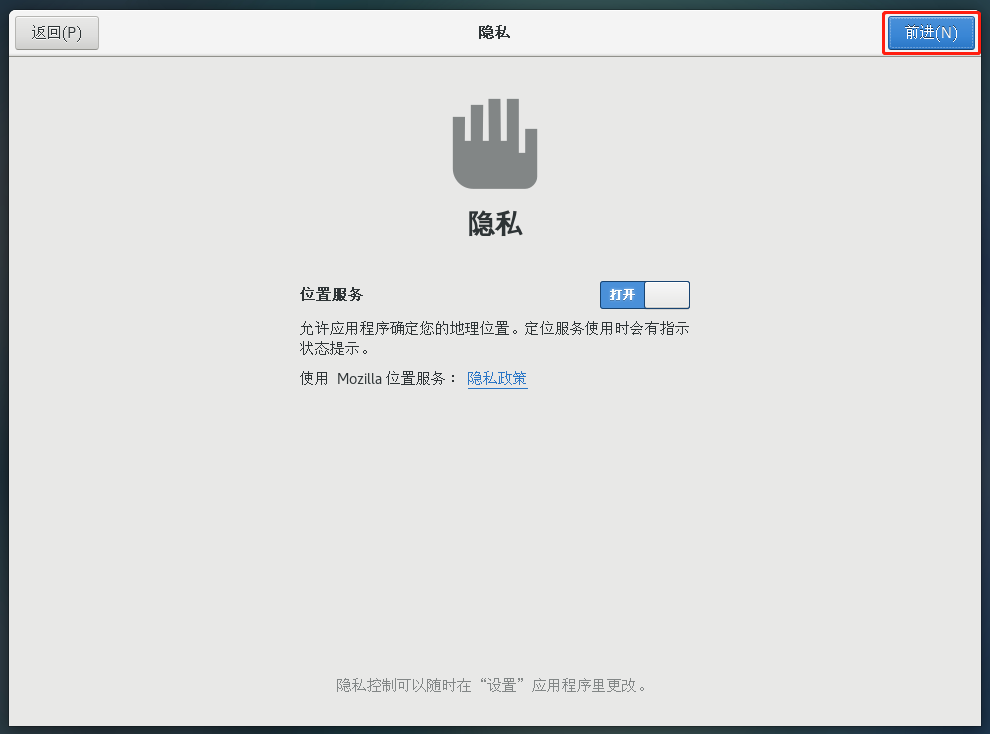 返回(P)
隐私
前进(N)
隐私
位置服务
打开
允许应用程序确定您的地理位置。定位服务使用时会有指示
状态提示。
使用 Mozilla 位置服务： 隐私政策
隐私控制可以随时在“设置”应用程序里更改。